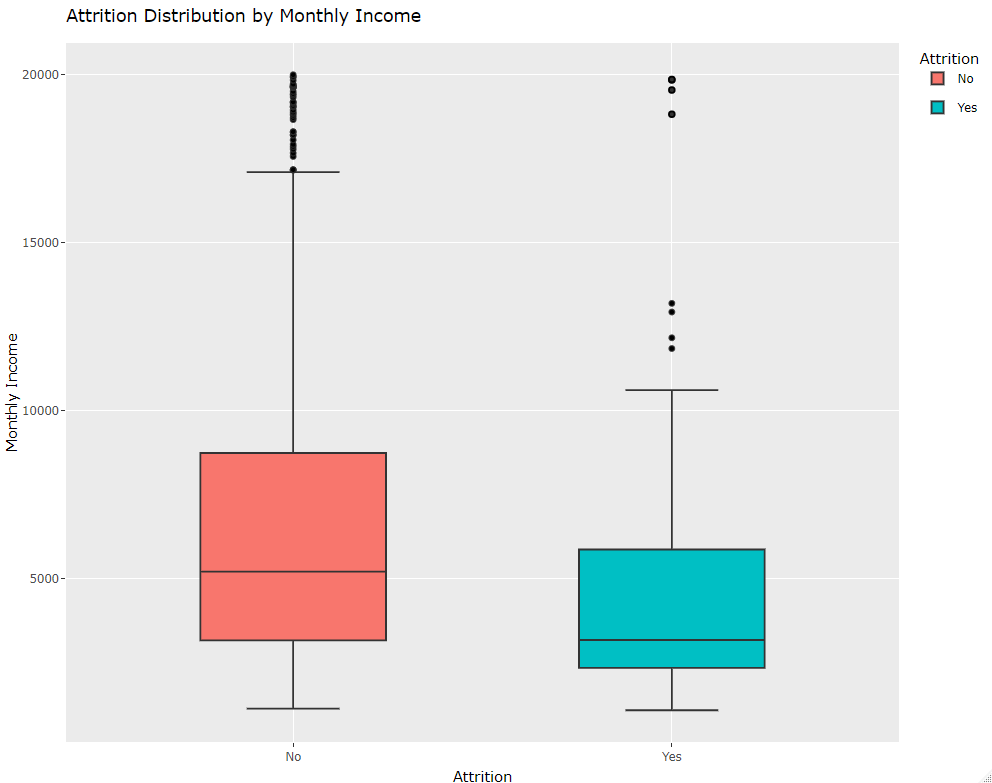 Attrition Distribution by Monthly Income
Attrition
No
Yes
20000
15000
10000
5000
Monthly Income
No
Yes
Attrition